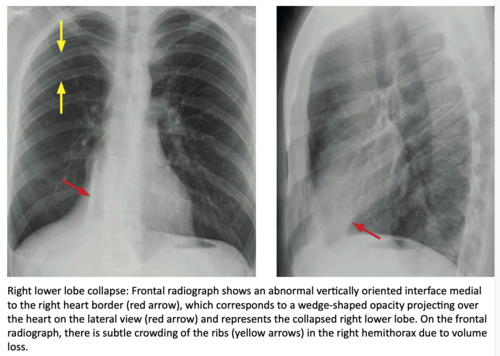 Right lower lobe collapse: Frontal radiograph shows an abnormal vertically oriented interface medial
to the right heart border (red arrow), which corresponds to a wedge-shaped opacity projecting over
the heart on the lateral view (red arrow) and represents the collapsed right lower lobe. On the frontal
radiograph, there is subtle crowding of the ribs (yellow arrows) in the right hemithorax due to volume
loss.